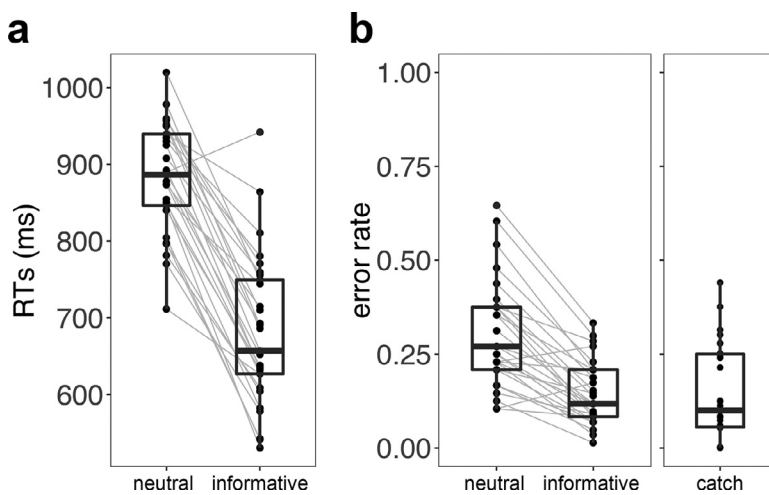 a
RTs (ms)
1000
900
800
700
600
neutral informative
b
error rate
1.00
0.75
0.50
0.25
0.00
neutral informative
catch